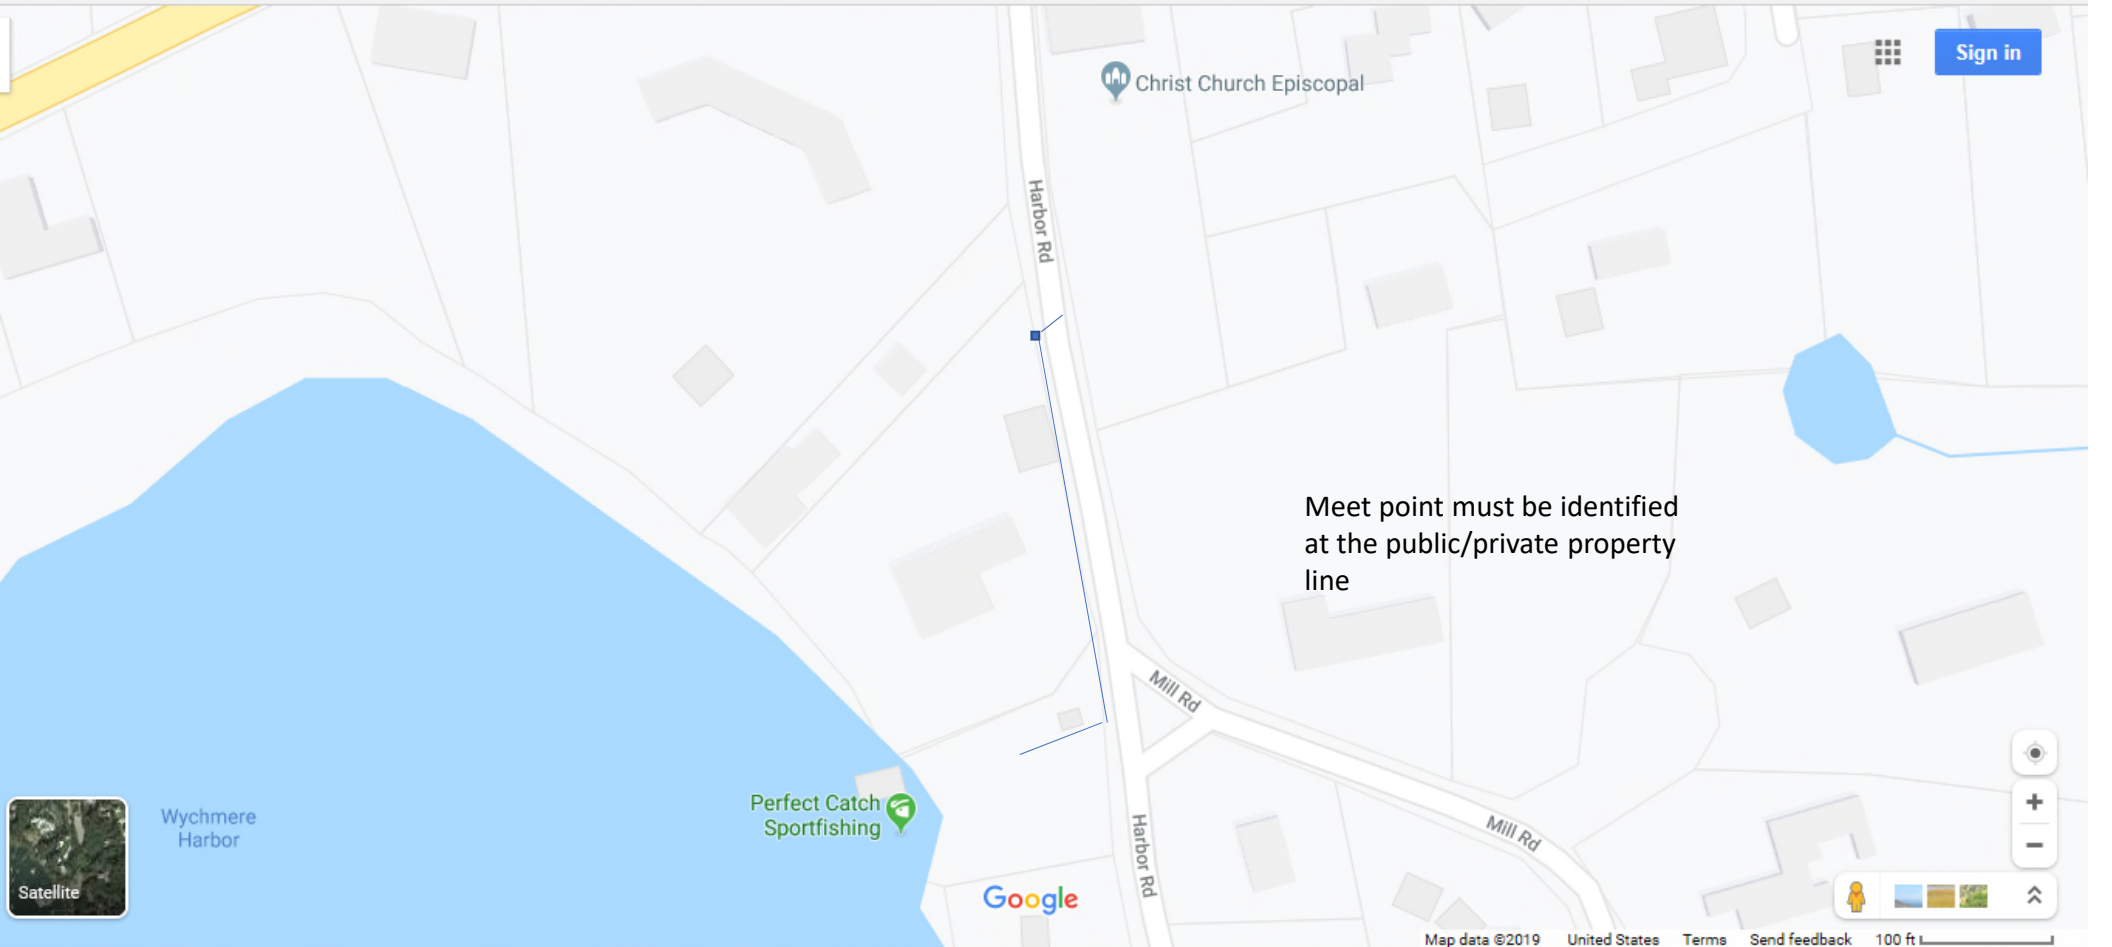 Sign in
Christ Church Episcopal
Harbor Rd
Meet point must be identified
at the public/private property
line
Mill Rd
Perfect Catch
Sportfishing
Wychmere
Harbor
Harbor Rd
Mill Rd
Satellite
Google
Map data ©2019 United States Terms Send feedback 100 ft